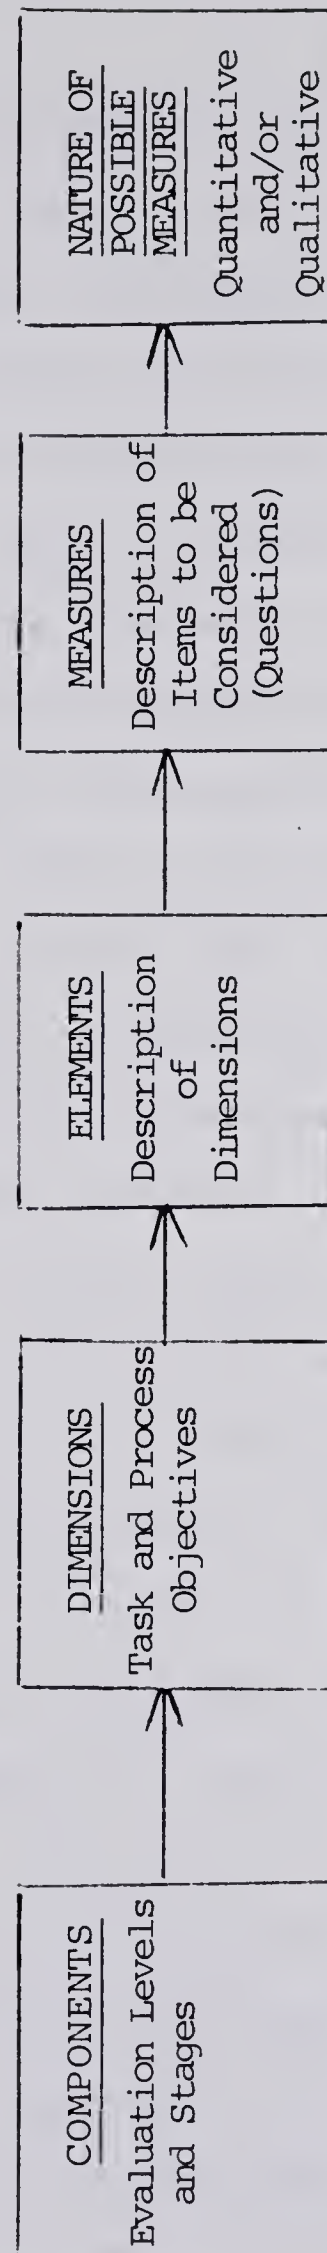 COMPONENTS
Evaluation Levels
and Stages
DIMENSIONS
Task and Process
Objectives
ELEMENTS
Description
of
Dimensions
MEASURES
Description of
Items to be
Considered
(Questions)
NATURE OF
POSSIBLE
MEASURES
Quantitative
and/or
Qualitative